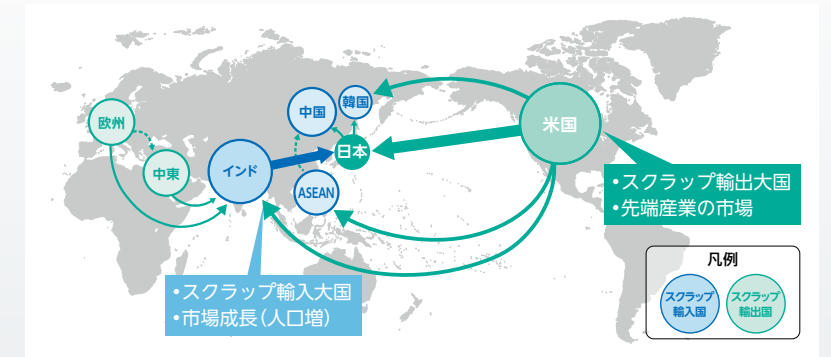 欧州
中東
インド
中国
韓国
日本
ASEAN
米国
•スクラップ輸出大国
•先端産業の市場
•スクラップ輸入大国
•市場成長(人口増)
凡例
スクラップ
輸入国
スクラップ
輸出国